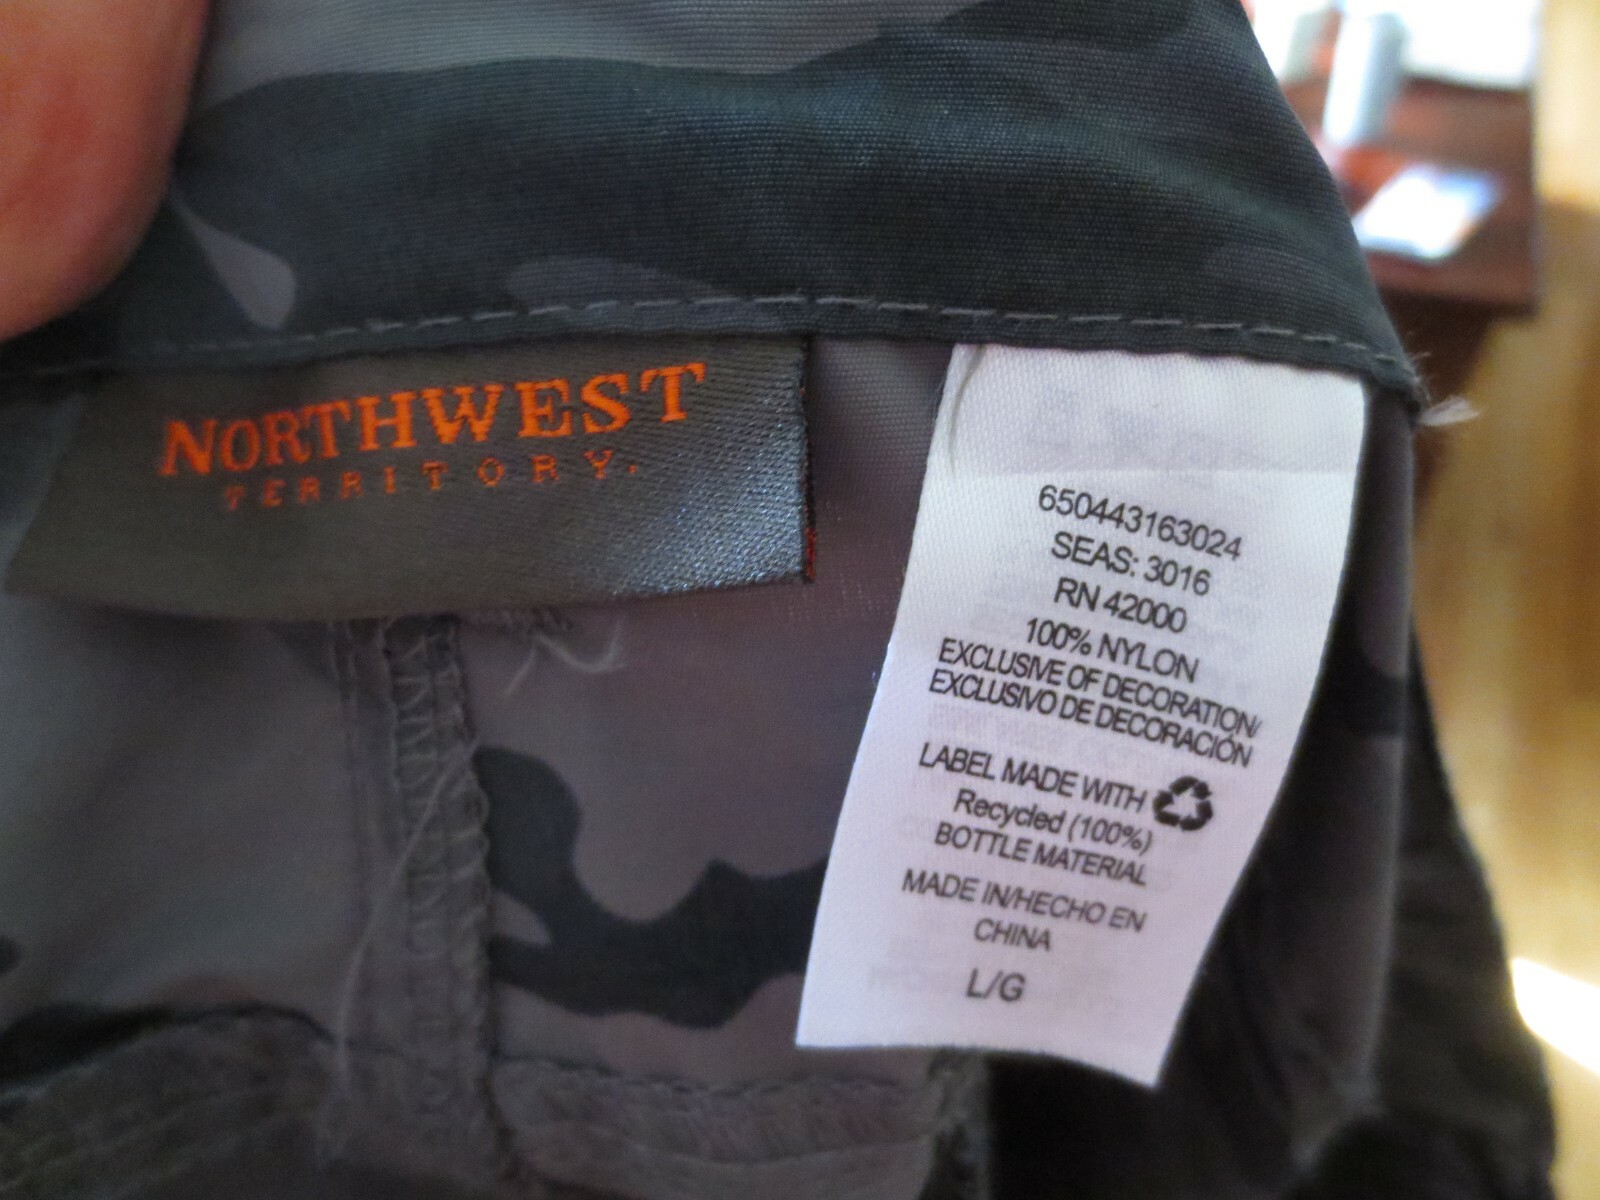 NORTHWEST
TERRITORY.
650443163024
SEAS: 3016
RN 42000
100% NYLON
EXCLUSIVE OF DECORATION/
EXCLUSIVO DE DECORACIÓN
LABEL MADE WITH
Recycled (100%)
BOTTLE MATERIAL
MADE IN/HECHO EN
CHINA
L/G